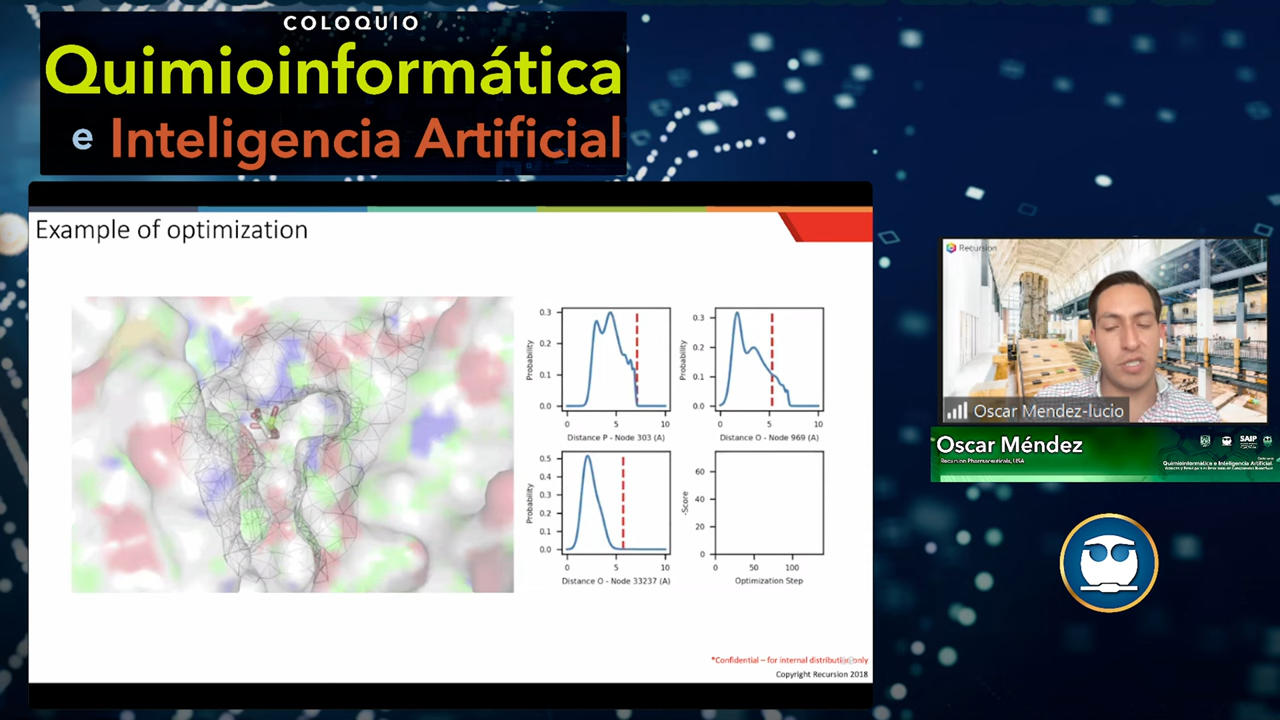 COLOQUIO
Quimioinformática
e Inteligencia Artificial
Example of optimization
0.3
0.2
0.1
0.0
Probability
0
5
10
Distance P - Node 303 (A)
0.3
0.2
0.1
0.0
Probability
0
5
10
Distance O - Node 969 (A)
0.5
0.4
0.3
0.2
0.1
0.0
Probability
0
5
10
Distance O - Node 33237 (A)
60
40
20
0
-Score
0
50
100
Optimization Step
*Confidential – for internal distribution only
Copyright Recursion 2018
Recursion
Oscar Mendez-lucio
Oscar Méndez
Recursion Pharmaceuticals, USA
SAIP
Quimioinformática e Inteligencia Artificial